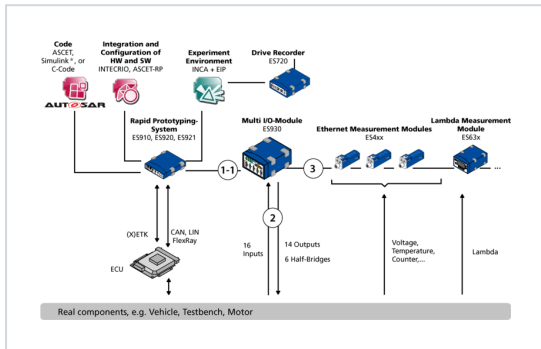 Code
ASCET,
Simulink®, or
C-Code
AUTOSAR
Integration and
Configuration of
HW and SW
INTECRIO, ASCET-RP
Experiment
Environment
INCA + EIP
Drive Recorder
ES720
Rapid Prototyping-
System
ES910, ES920, ES921
Multi I/O-Module
ES930
Ethernet Measurement Modules
ES4xx
Lambda Measurement
Module
ES63x
1-1
3
...
2
(X)ETK
CAN, LIN
FlexRay
ECU
16
Inputs
14 Outputs
6 Half-Bridges
Voltage,
Temperature,
Counter,...
Lambda
Real components, e.g. Vehicle, Testbench, Motor